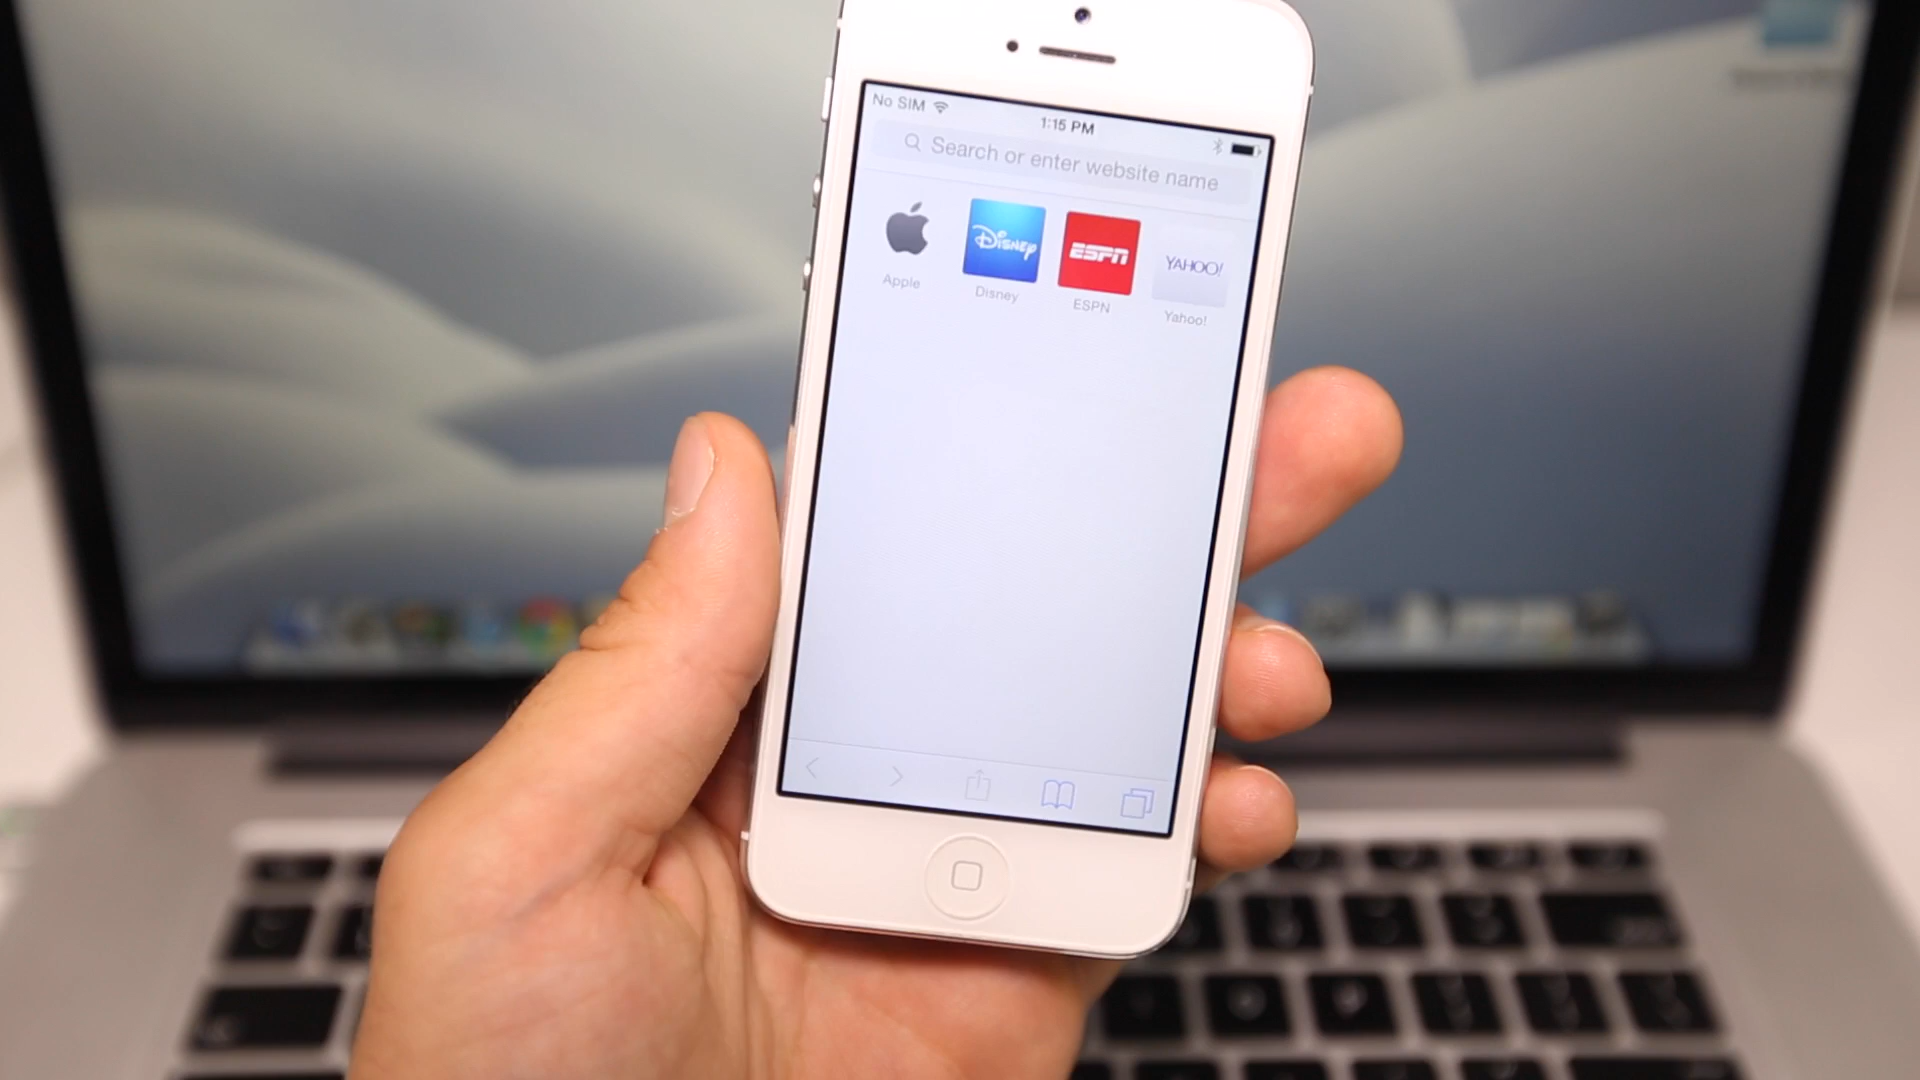 No SIM
1:15 PM
Search or enter website name
Disney
ESPN
YAHOO!
Apple
Disney
ESPN
Yahoo!